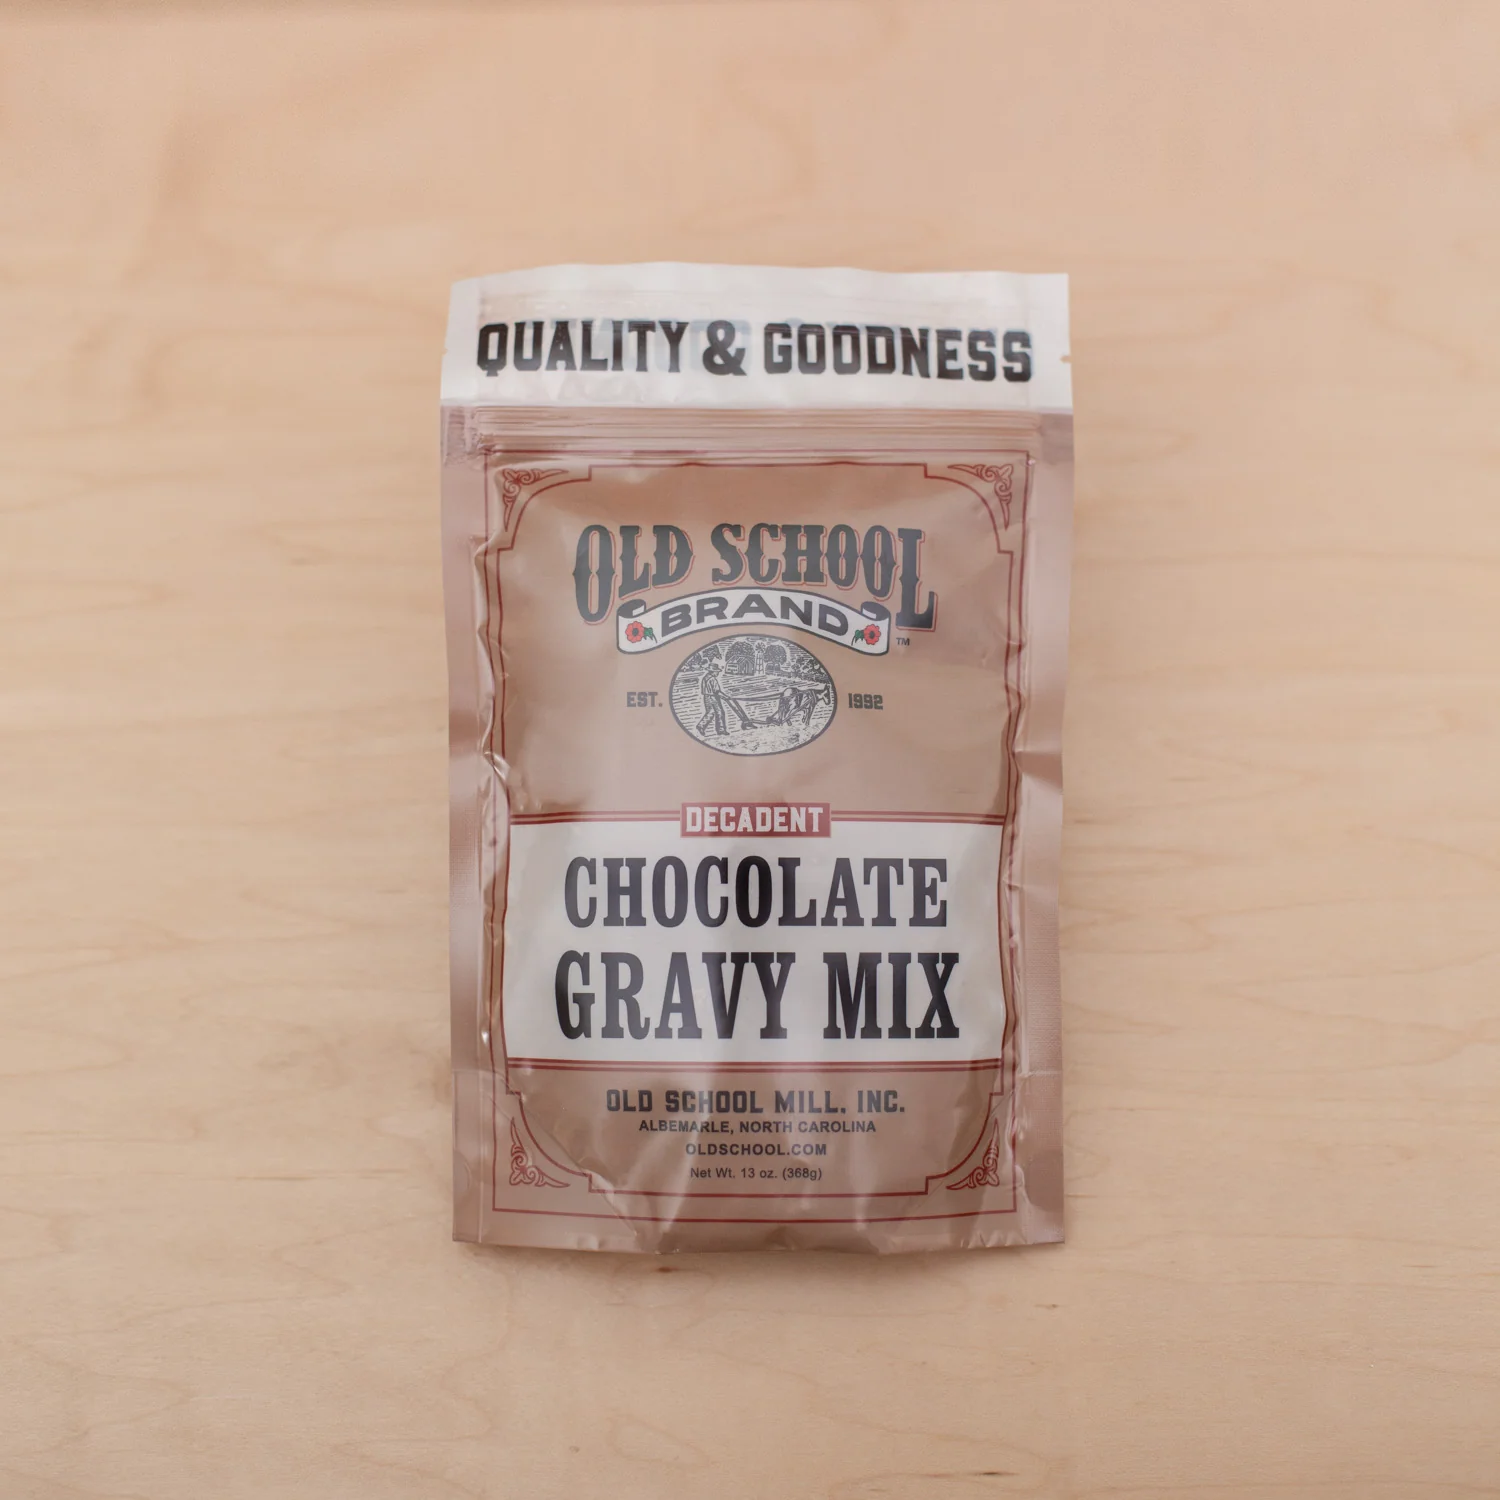 QUALITY & GOODNESS
OLD SCHOOL
BRAND
TM
EST. 1992
DECADENT
CHOCOLATE
GRAVY MIX
OLD SCHOOL MILL, INC.
ALBEMARLE, NORTH CAROLINA
OLDSCHOOL.COM
Net Wt. 13 oz. (368g)